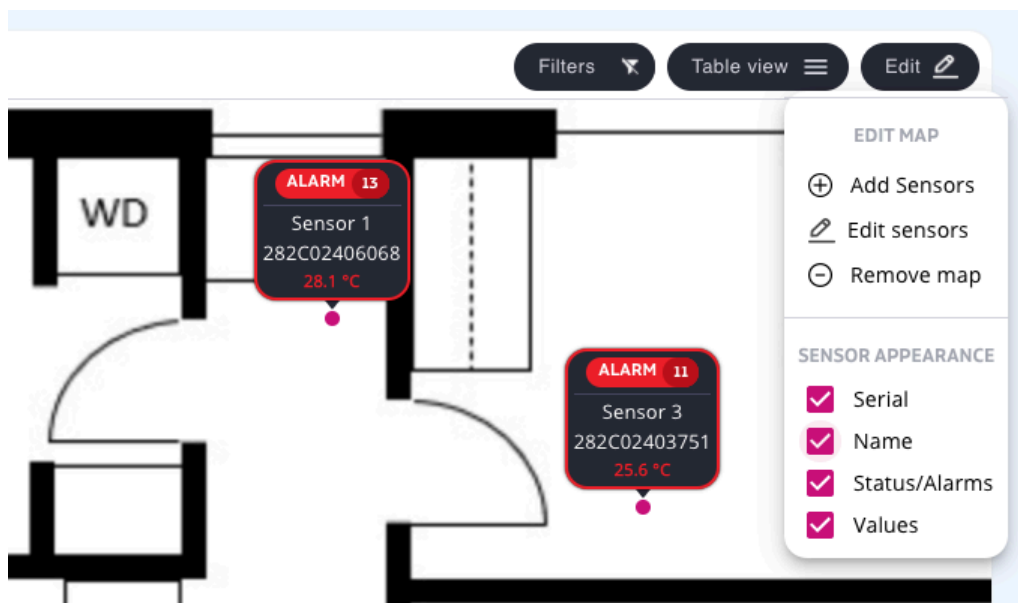 Filters
Table view
Edit
EDIT MAP
Add Sensors
Edit sensors
Remove map
SENSOR APPEARANCE
Serial
Name
Status/Alarms
Values
WD
ALARM 13
Sensor 1
282C02406068
28.1 °C
ALARM 11
Sensor 3
282C02403751
25.6 °C